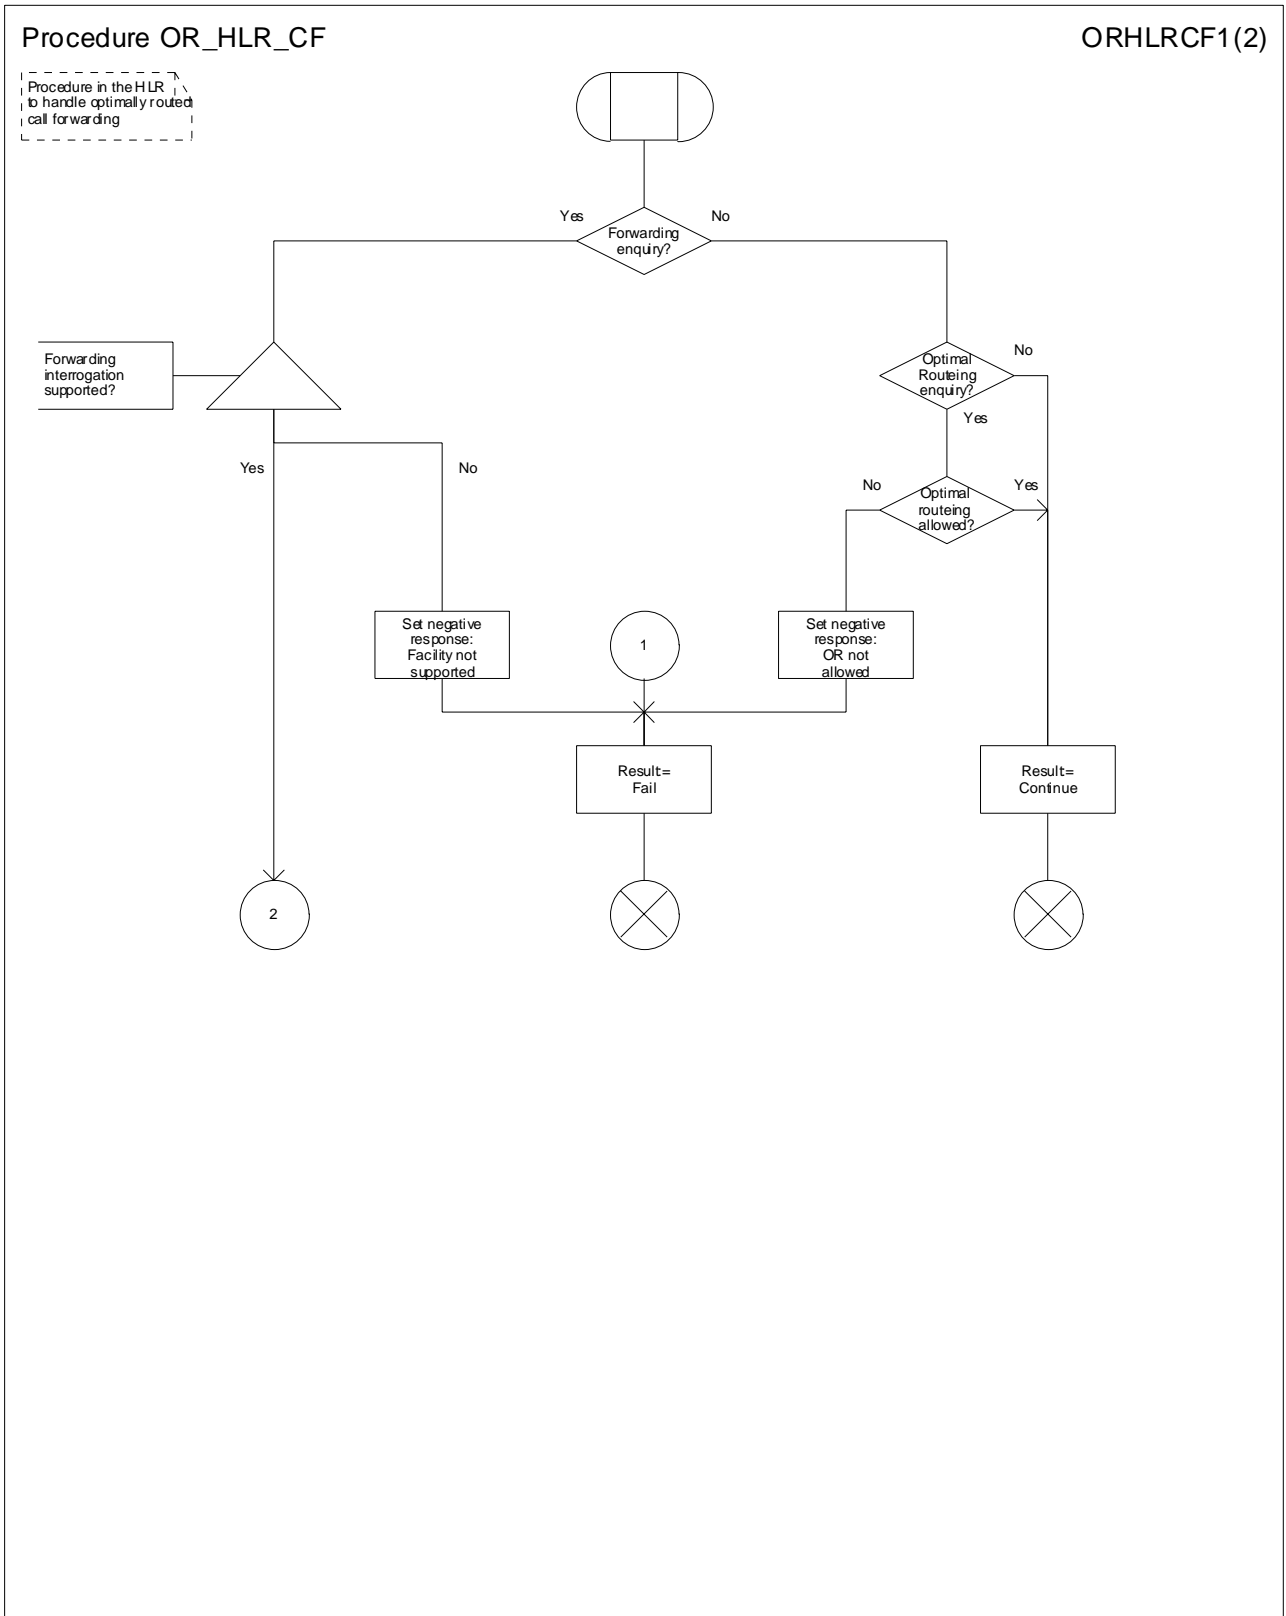 Procedure OR_HLR_CF
ORHLRCF1(2)
Procedure in the HLR
to handle optimally routed
call forwarding
Yes
No
Forwarding
enquiry?
Forwarding
interrogation
supported?
Optimal
Routeing
enquiry?
No
Yes
Yes
No
No
Yes
Optimal
routeing
allowed?
Set negative
response:
Facility not
supported
1
Set negative
response:
OR not
allowed
Result=
Fail
Result=
Continue
2